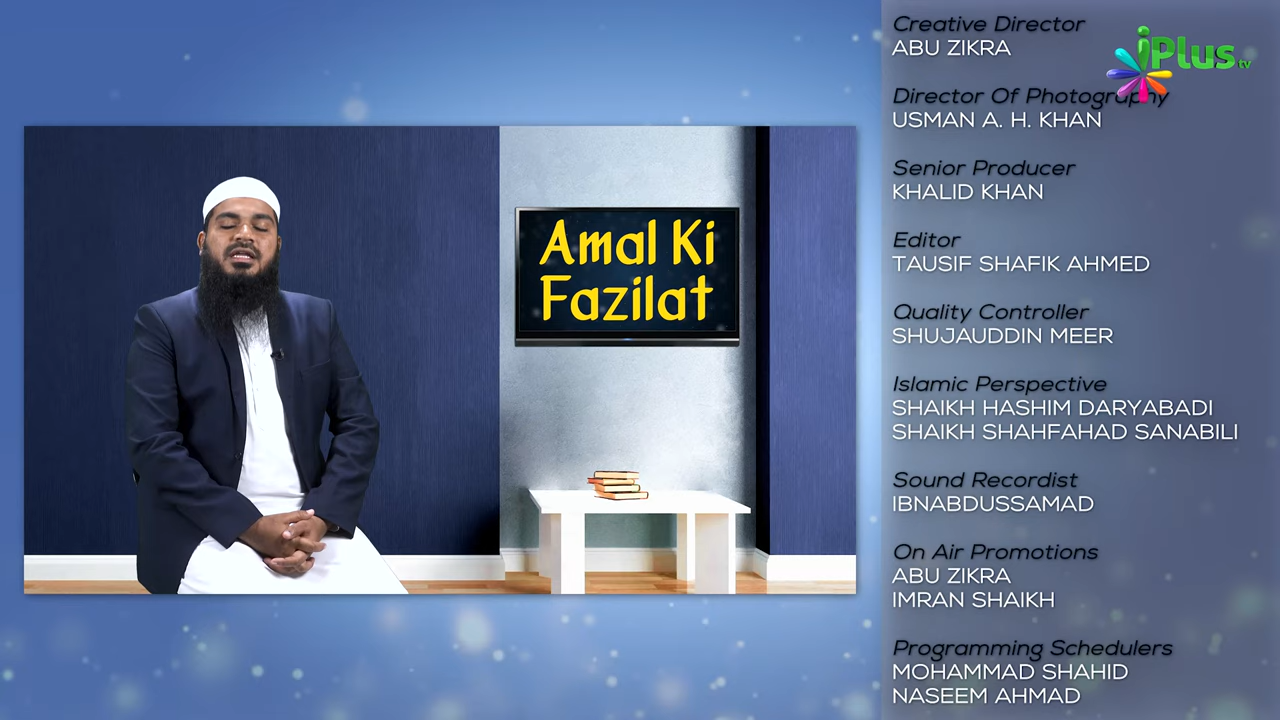 Amal Ki
Fazilat
iPlus tv
Creative Director
ABU ZIKRA
Director Of Photography
USMAN A. H. KHAN
Senior Producer
KHALID KHAN
Editor
TAUSIF SHAFIK AHMED
Quality Controller
SHUJAUDDIN MEER
Islamic Perspective
SHAIKH HASHIM DARYABADI
SHAIKH SHAHFAHAD SANABILI
Sound Recordist
IBNABDUSSAMAD
On Air Promotions
ABU ZIKRA
IMRAN SHAIKH
Programming Schedulers
MOHAMMAD SHAHID
NASEEM AHMAD